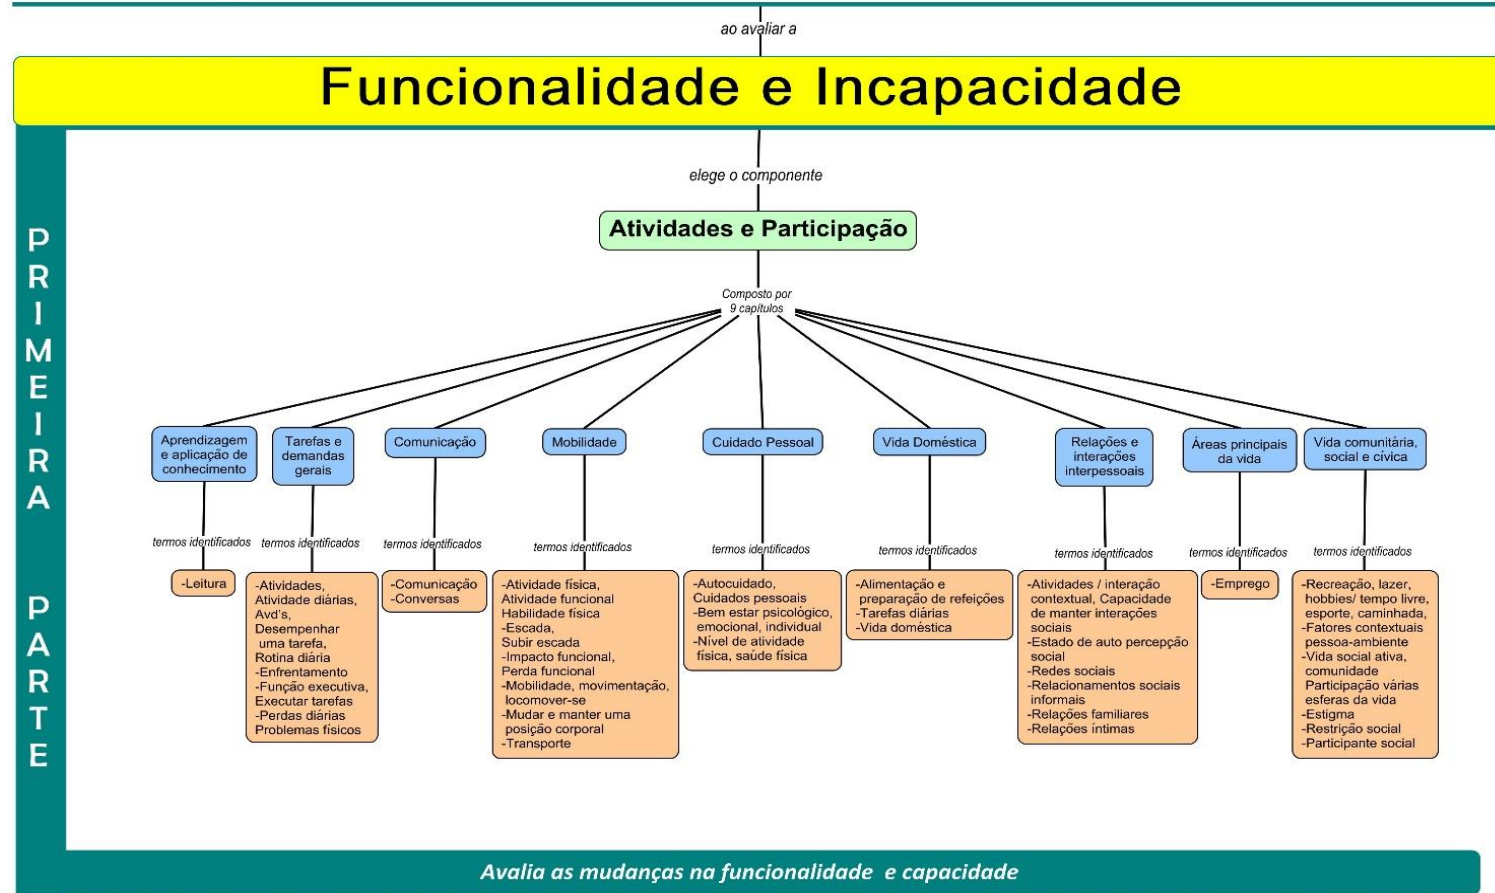 ao avaliar a
Funcionalidade e Incapacidade
PRIMEIRA PARTE
elege o componente
Atividades e Participação
Composto por
9 capítulos
Aprendizagem
e aplicação de
conhecimento
termos identificados
-Leitura
Tarefas e
demandas
gerais
termos identificados
-Atividades,
Atividade diárias,
Avd's,
Desempenhar
uma tarefa,
Rotina diária
-Enfrentamento
-Função executiva,
Executar tarefas
-Perdas diárias
Problemas físicos
Comunicação
termos identificados
-Comunicação
-Conversas
Mobilidade
termos identificados
-Atividade física,
Atividade funcional
Habilidade física
-Escada,
Subir escada
-Impacto funcional,
Perda funcional
-Mobilidade, movimentação,
locomover-se
-Mudar e manter uma
posição corporal
-Transporte
Cuidado Pessoal
termos identificados
-Autocuidado,
Cuidados pessoais
-Bem estar psicológico,
emocional, individual
-Nível de atividade
física, saúde física
Vida Doméstica
termos identificados
-Alimentação e
preparação de refeições
-Tarefas diárias
-Vida doméstica
Relações e
interações
interpessoais
termos identificados
-Atividades / interação
contextual, Capacidade
de manter interações
sociais
-Estado de auto percepção
social
-Redes sociais
-Relacionamentos sociais
informais
-Relações familiares
-Relações íntimas
Áreas principais
da vida
termos identificados
-Emprego
Vida comunitária,
social e cívica
termos identificados
-Recreação, lazer,
hobbies/ tempo livre,
esporte, caminhada,
-Fatores contextuais
pessoa-ambiente
-Vida social ativa,
comunidade
Participação várias
esferas da vida
-Estigma
-Restrição social
-Participante social
Avalia as mudanças na funcionalidade e capacidade